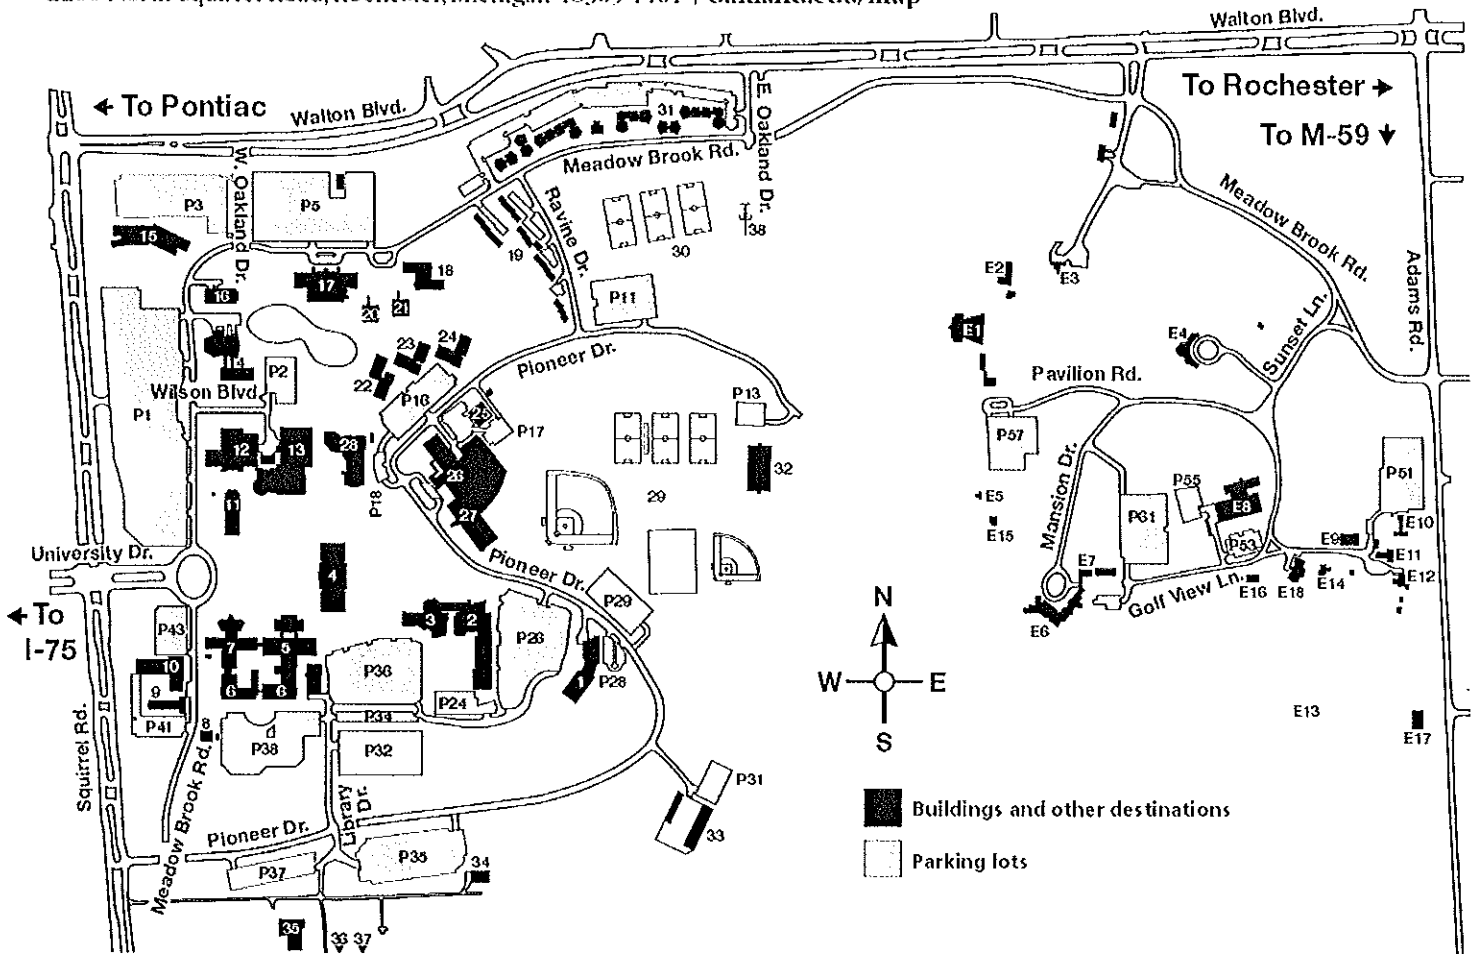 Walton Blvd.
← To Pontiac
Walton Blvd.
To Rochester →
To M-59 ↓
E. Oakland Dr.
31
Meadow Brook Rd.
W. Oakland Dr.
P3
P5
15
Ravine Dr.
19
30
38
Meadow Brook Rd.
Adams Rd.
17
18
16
20
21
P11
E2
E3
E1
E4
Sunset Ln.
22
23
24
Pioneer Dr.
P2
Wilson Blvd.
P1
P16
P17
P13
Pavilion Rd.
P57
12
13
28
P18
26
27
32
29
11
Mansion Dr.
P55
E8
P51
E5
E15
P53
E9
E10
E11
E12
University Dr.
4
Pioneer Dr.
P29
E7
E6
Golf View Ln.
E16
E18
E14
← To
I-75
N
W
E
S
P43
7
5
3
2
10
9
6
6
P36
P26
1
P28
P41
8
P38
P24
P34
P32
E13
E17
Squirrel Rd.
Meadow Brook Rd.
Library Dr.
Pioneer Dr.
P31
33
Buildings and other destinations
Parking lots
P37
P35
34
35
36
37